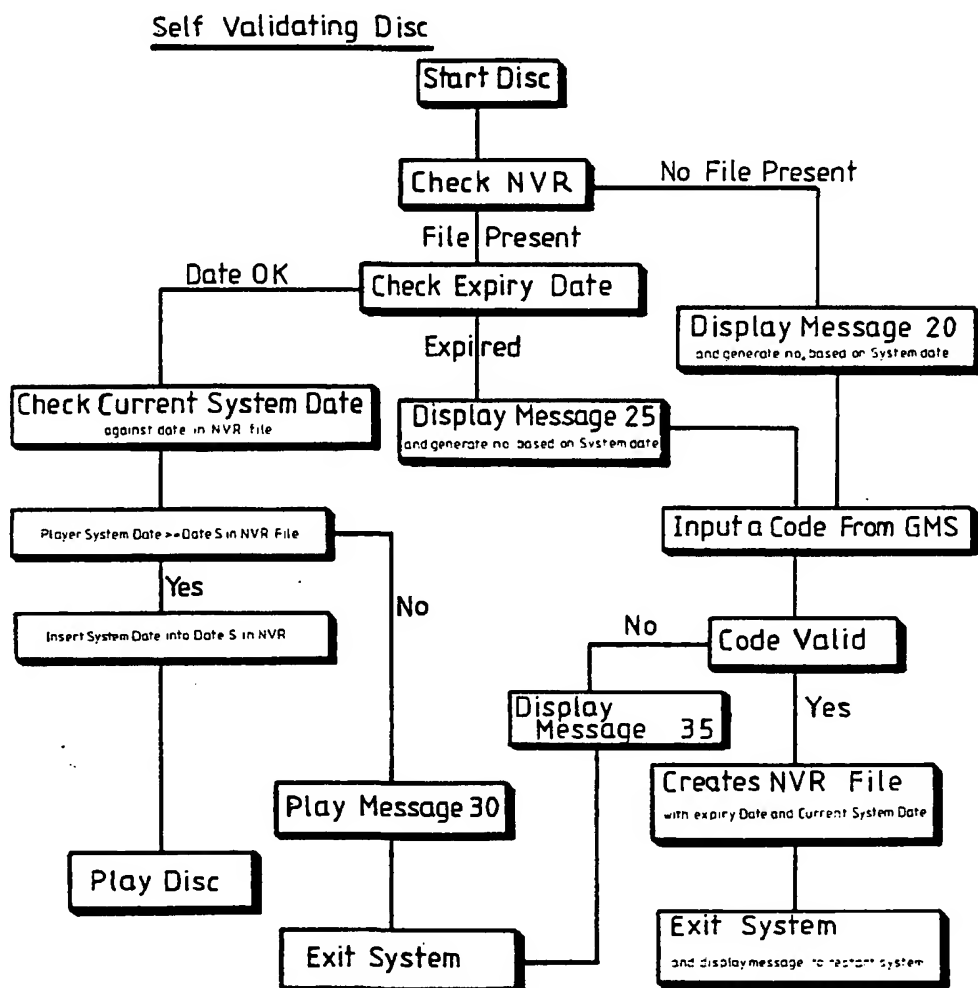 Self Validating Disc
Start Disc
Check NVR
No File Present
File Present
Date OK
Check Expiry Date
Expired
Display Message 20
and generate no. based on System date
Check Current System Date
against date in NVR file
Display Message 25
and generate no. based on System date
Player System Date >= Date S in NVR File
Input a Code From GMS
Yes
No
Insert System Date into Date S in NVR
No
Code Valid
Display
Message 35
Yes
Play Message 30
Creates NVR File
with expiry Date and Current System Date
Play Disc
Exit System
Exit System
and display message to restart system